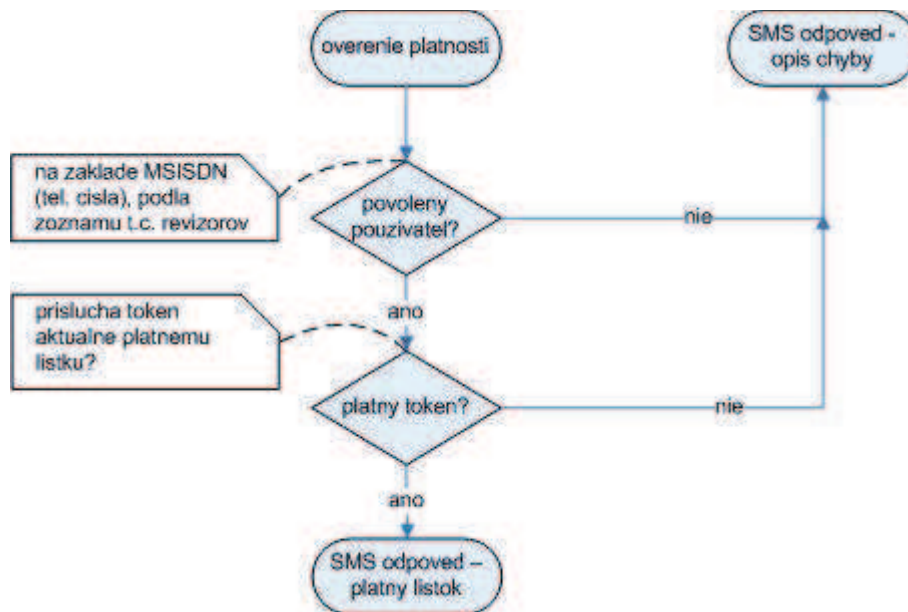 overenie platnosti
SMS odpoved -
opis chyby
na zaklade MSISDN
(tel. cisla), podla
zoznamu t.c. revizorov
povoleny
pouzivatel?
nie
ano
prislucha token
aktualne platnemu
listku?
platny token?
nie
ano
SMS odpoved –
platny listok